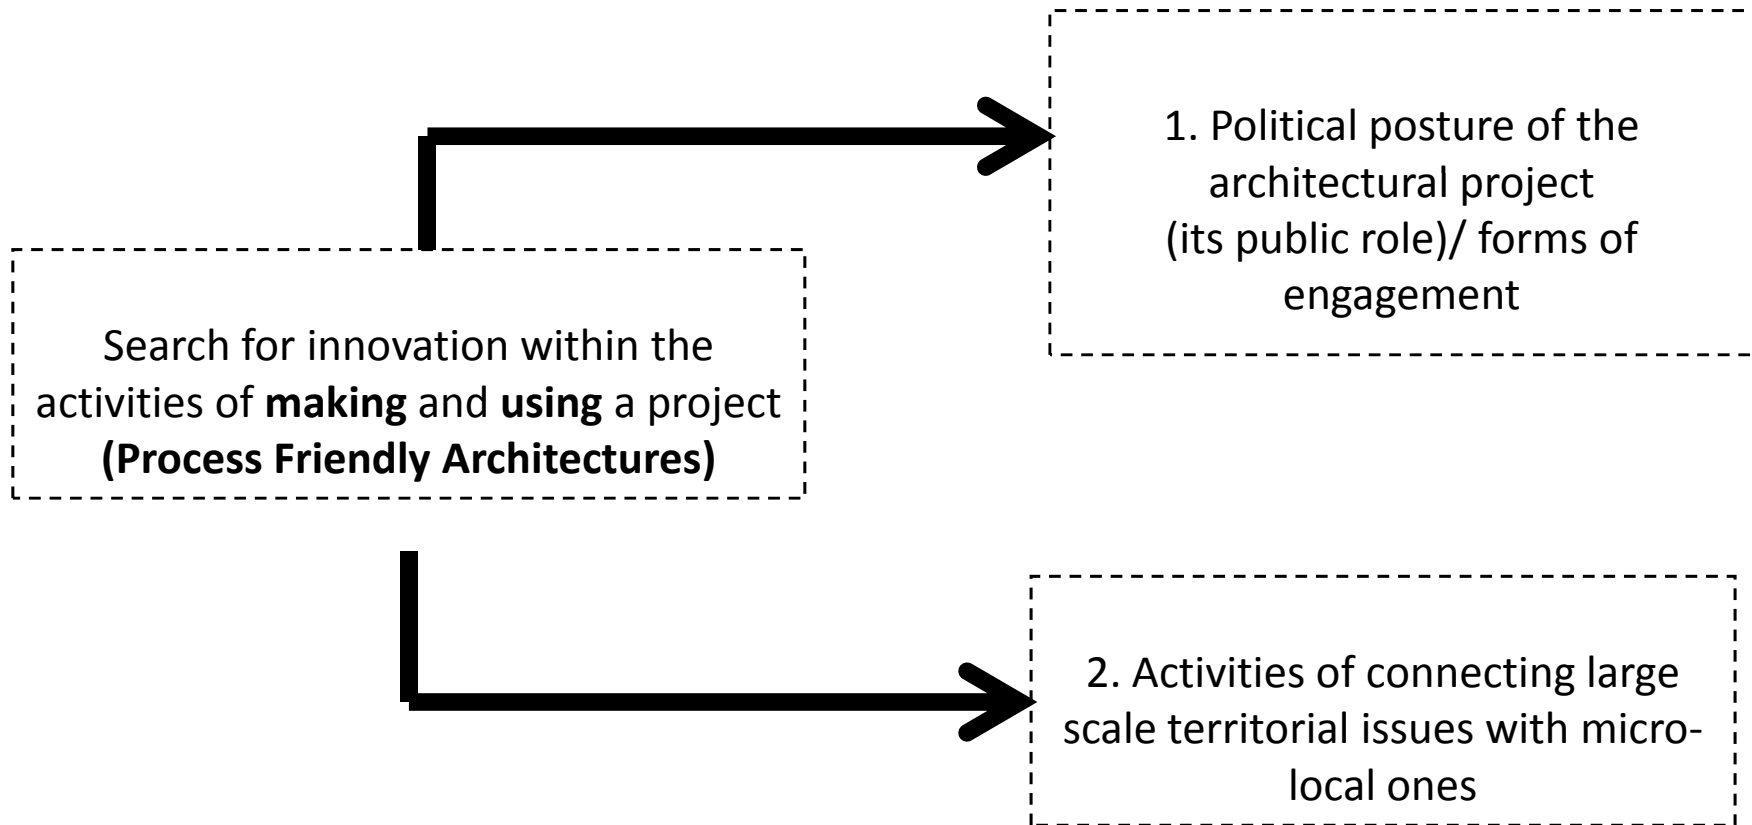 1. Political posture of the
architectural project
(its public role)/ forms of
engagement
Search for innovation within the
activities of making and using a project
(Process Friendly Architectures)
2. Activities of connecting large
scale territorial issues with micro-
local ones